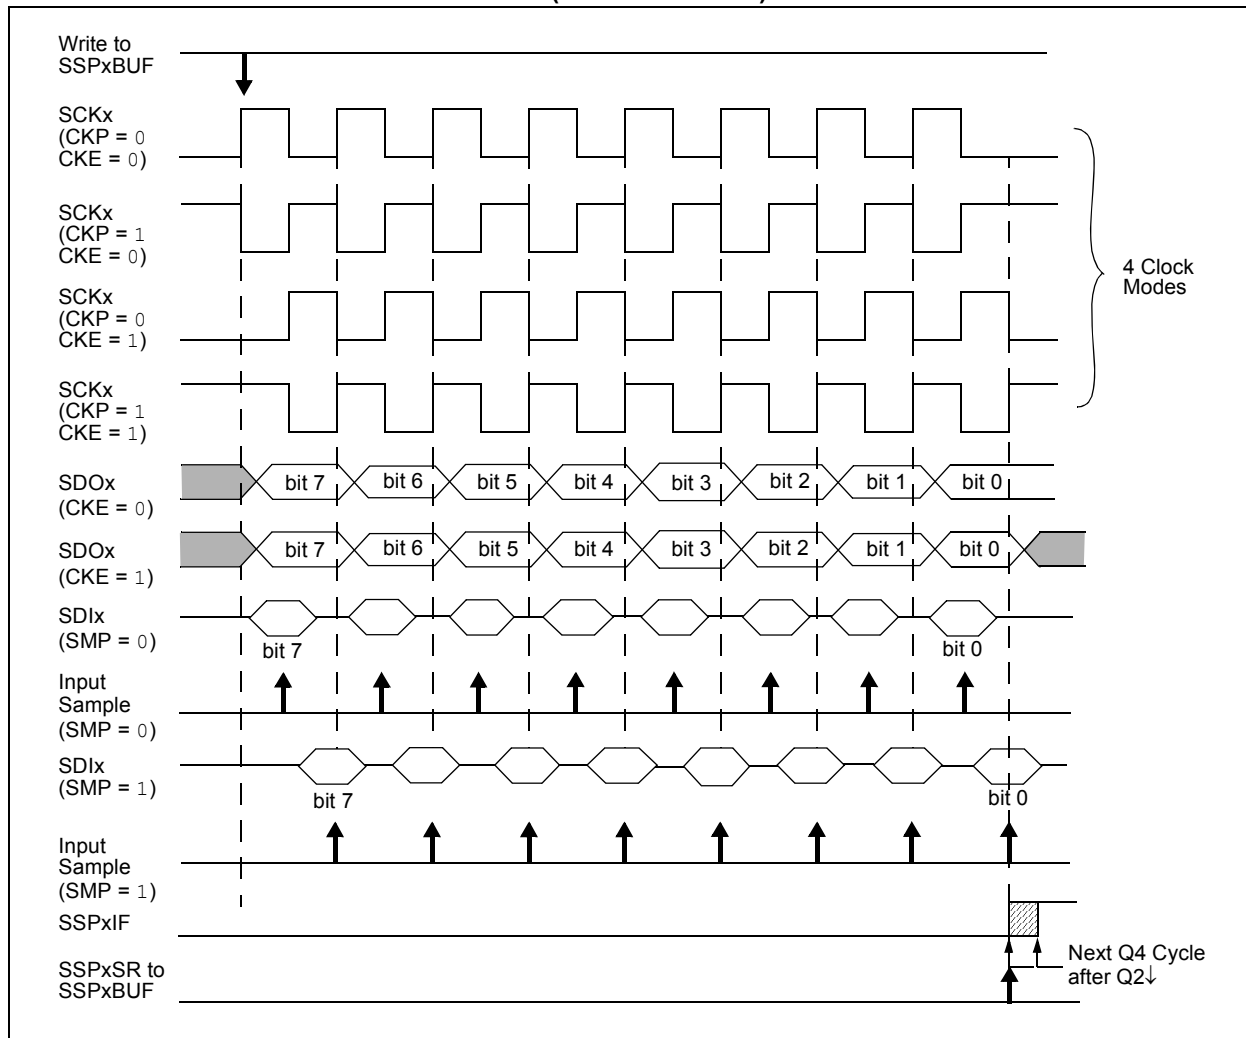 Write to
SSPxBUF
SCKx
(CKP = 0
CKE = 0)
SCKx
(CKP = 1
CKE = 0)
SCKx
(CKP = 0
CKE = 1)
SCKx
(CKP = 1
CKE = 1)
4 Clock
Modes
SDOx
(CKE = 0)
bit 7 bit 6 bit 5 bit 4 bit 3 bit 2 bit 1 bit 0
SDOx
(CKE = 1)
bit 7 bit 6 bit 5 bit 4 bit 3 bit 2 bit 1 bit 0
SDIx
(SMP = 0)
bit 7 bit 0
Input
Sample
(SMP = 0)
SDIx
(SMP = 1)
bit 7 bit 0
Input
Sample
(SMP = 1)
SSPxIF
SSPxSR to
SSPxBUF
Next Q4 Cycle
after Q2↓